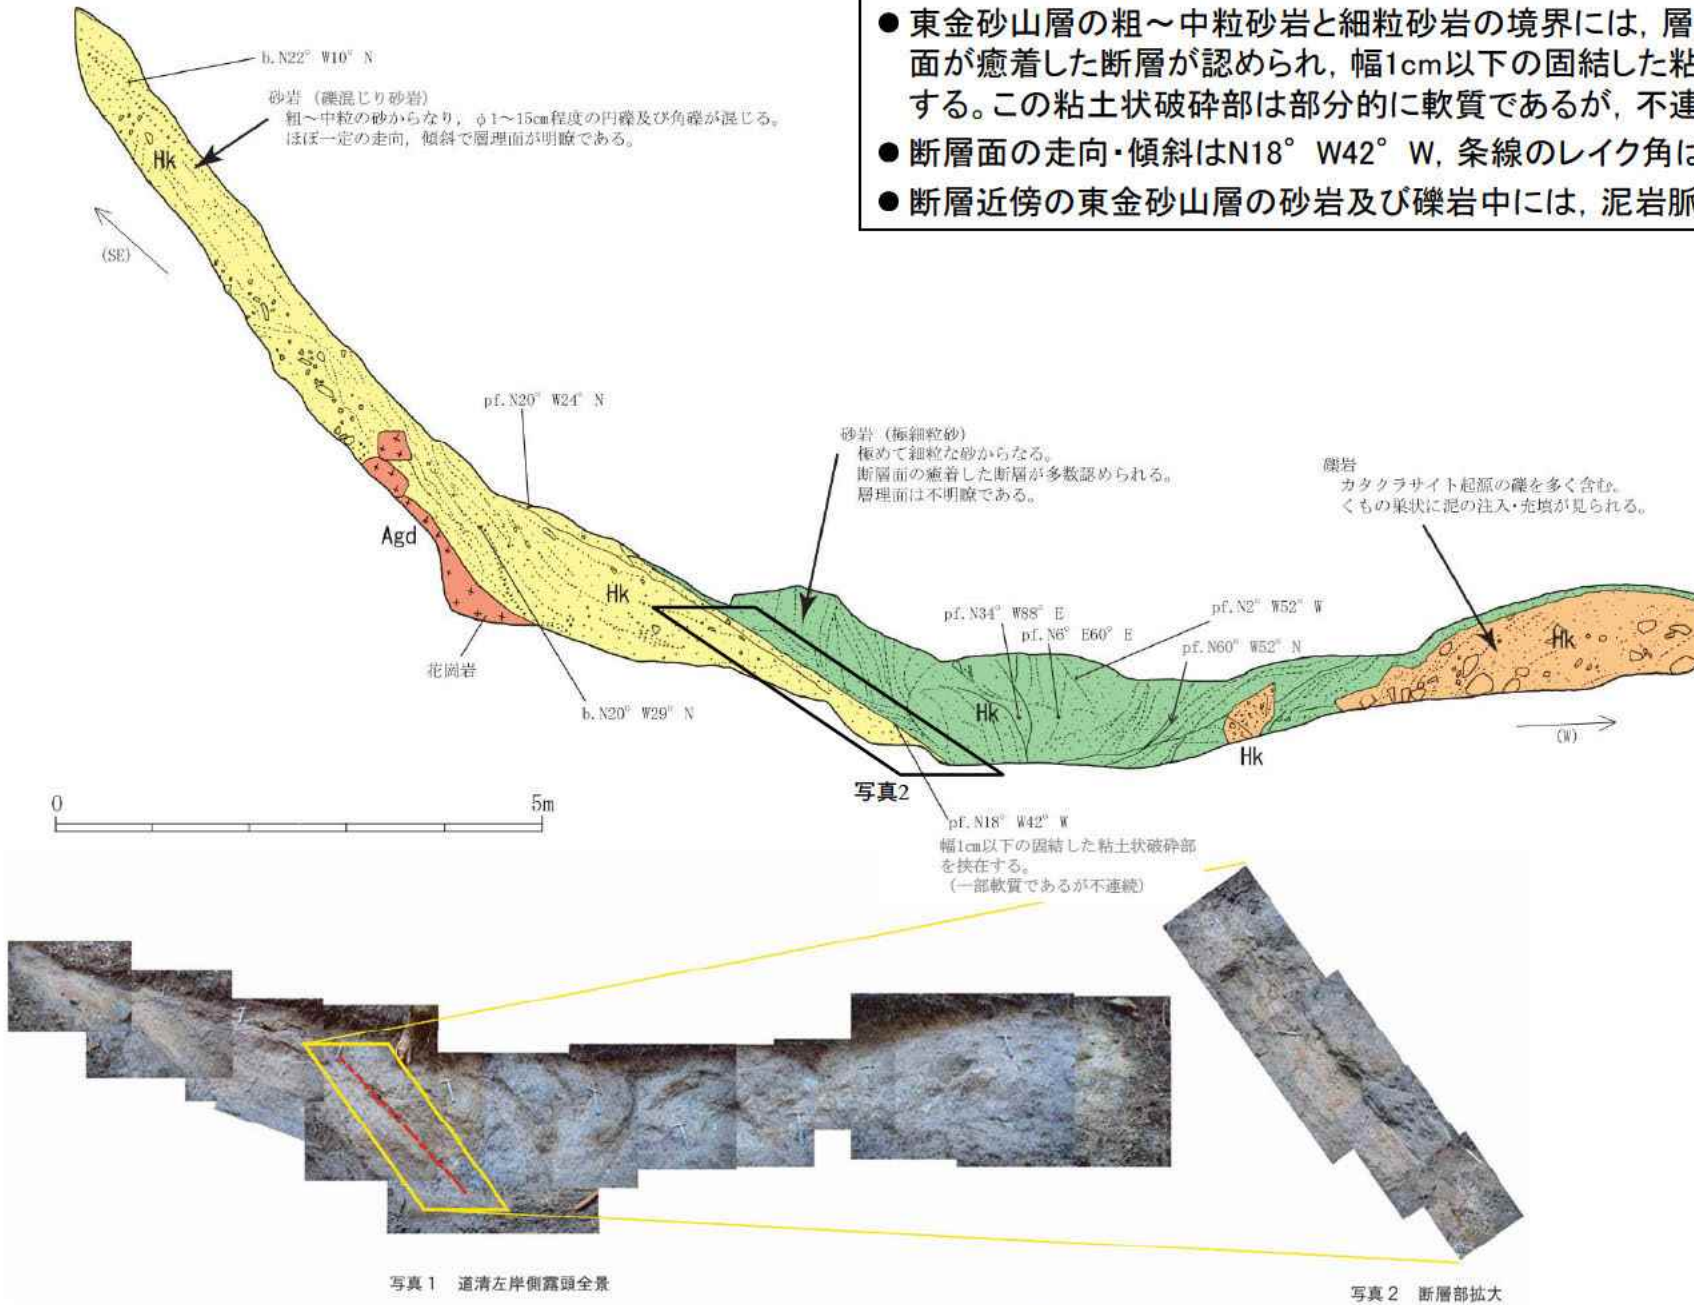 ● 東金砂山層の粗～中粒砂岩と細粒砂岩の境界には，層
面が癒着した断層が認められ，幅1cm以下の固結した粘
する。この粘土状破砕部は部分的に軟質であるが，不連
● 断層面の走向・傾斜はN18° W42° W，条線のレイク角は
● 断層近傍の東金砂山層の砂岩及び礫岩中には，泥岩脈
b.N22° W10° N
砂岩（礫混じり砂岩）
粗～中粒の砂からなり，φ1～15cm程度の円礫及び角礫が混じる。
ほぼ一定の走向，傾斜で層理面が明瞭である。
Hk
(SE)
pf.N20° W24° N
砂岩（極細粒砂）
極めて細粒な砂からなる。
断層面の癒着した断層が多数認められる。
層理面は不明瞭である。
礫岩
カタクラサイト起源の礫を多く含む。
くもの巣状に泥の注入・充填が見られる。
Agd
Hk
pf.N34° W88° E
pf.N6° E60° E
pf.N2° W52° W
pf.N60° W52° N
Hk
花崗岩
b.N20° W29° N
Hk
Hk
(W)
写真2
0 5m
pf.N18° W42° W
幅1cm以下の固結した粘土状破砕部
を挟在する。
（一部軟質であるが不連続）
写真1 道清左岸側露頭全景
写真2 断層部拡大